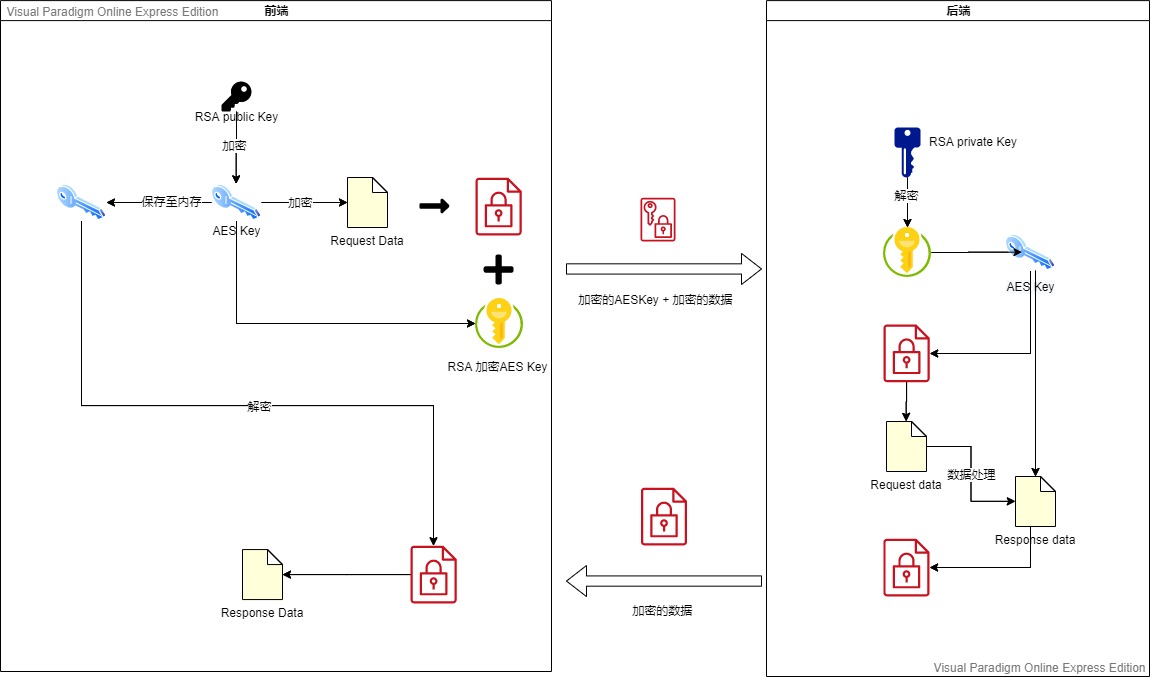 Visual Paradigm Online Express Edition
前端
RSA public Key
加密
保存至内存
AES Key
加密
Request Data
RSA 加密AES Key
解密
Response Data
加密的AESKey + 加密的数据
加密的数据
后端
RSA private Key
解密
AES Key
Request data
数据处理
Response data
Visual Paradigm Online Express Edition